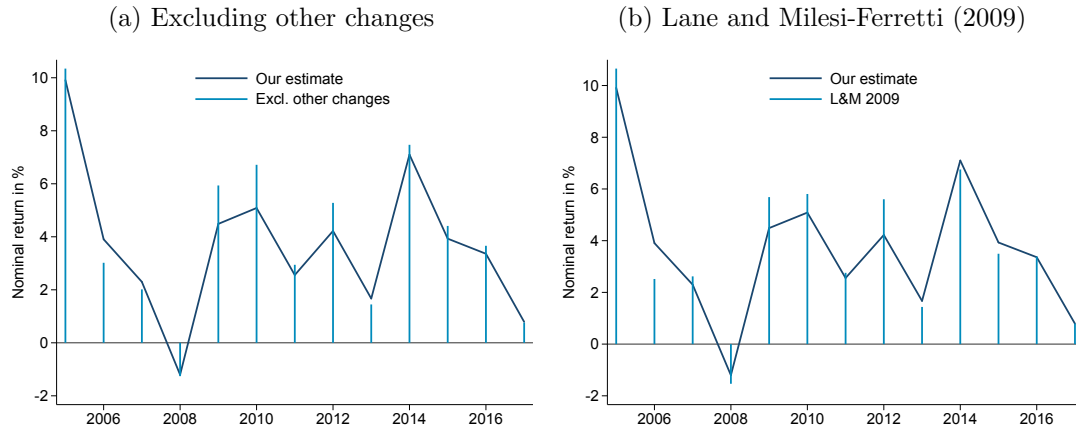 (a) Excluding other changes
Nominal return in %
10
8
6
4
2
0
-2
Our estimate
Excl. other changes
2006 2008 2010 2012 2014 2016
(b) Lane and Milesi-Ferretti (2009)
Nominal return in %
10
8
6
4
2
0
-2
Our estimate
L&M 2009
2006 2008 2010 2012 2014 2016